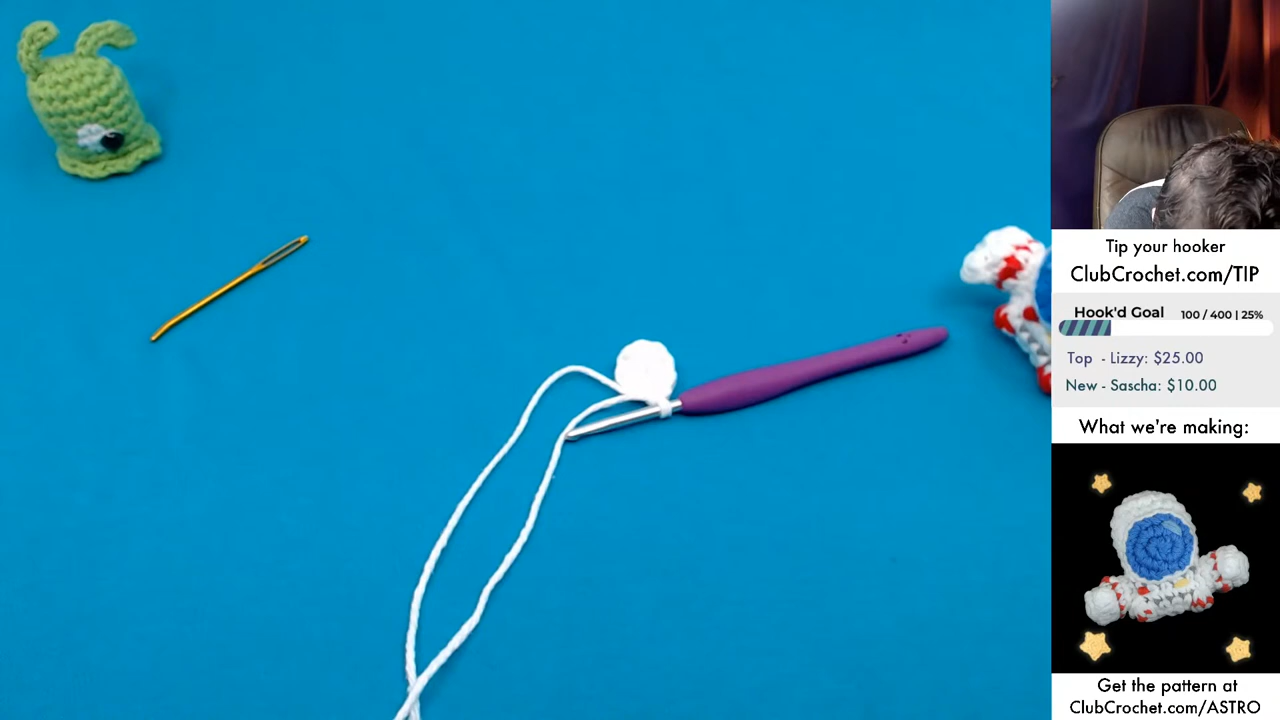 Tip your hooker
ClubCrochet.com/TIP
Hook'd Goal 100 / 400 | 25%
Top - Lizzy: $25.00
New - Sascha: $10.00
What we're making:
Get the pattern at
ClubCrochet.com/ASTRO